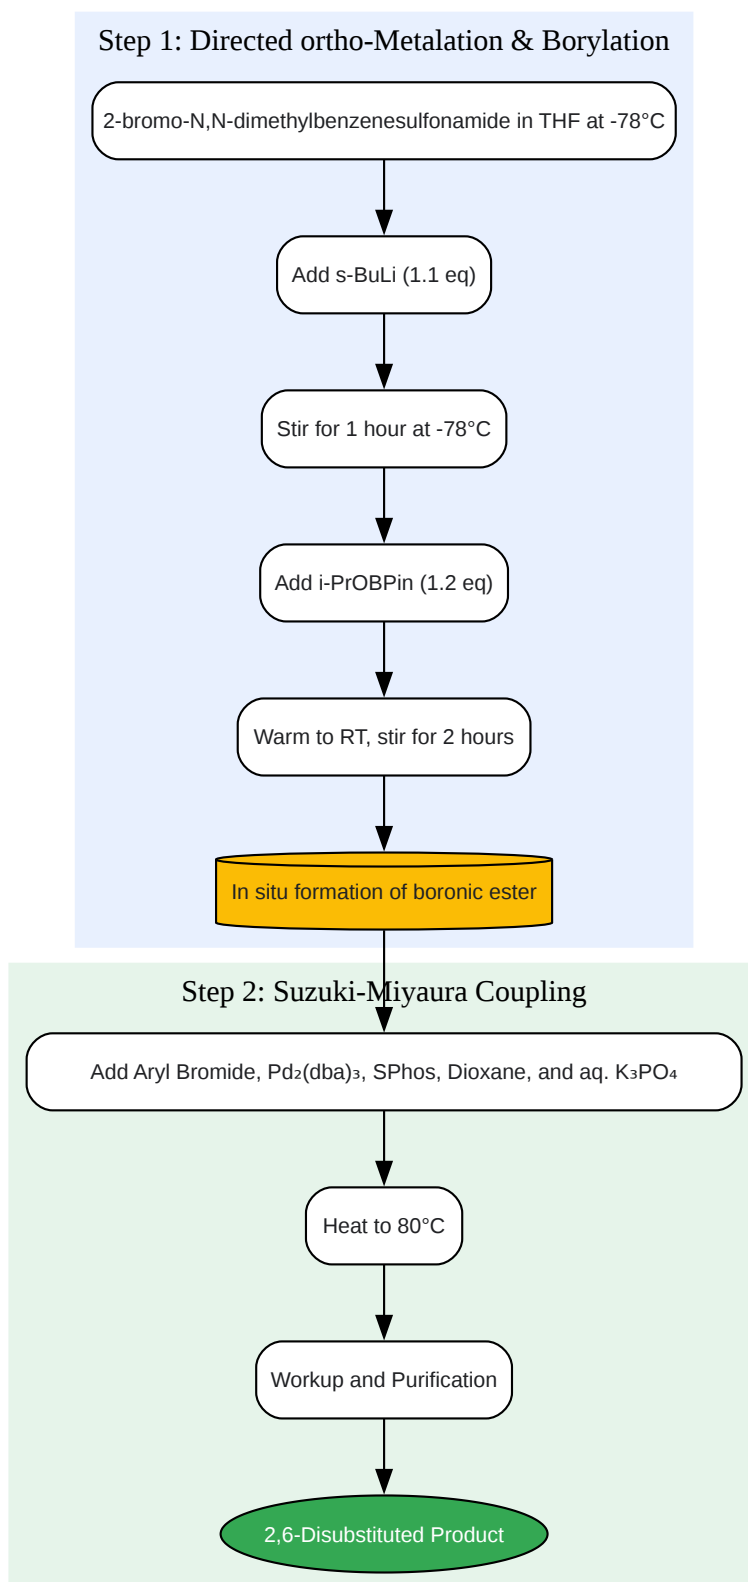 Step 1: Directed ortho-Metalation & Borylation
2-bromo-N,N-dimethylbenzenesulfonamide in THF at -78°C
Add s-BuLi (1.1 eq)
Stir for 1 hour at -78°C
Add i-PrOBPin (1.2 eq)
Warm to RT, stir for 2 hours
In situ formation of boronic ester
Step 2: Suzuki-Miyaura Coupling
Add Aryl Bromide, Pd₂(dba)₃, SPhos, Dioxane, and aq. K₃PO₄
Heat to 80°C
Workup and Purification
2,6-Disubstituted Product